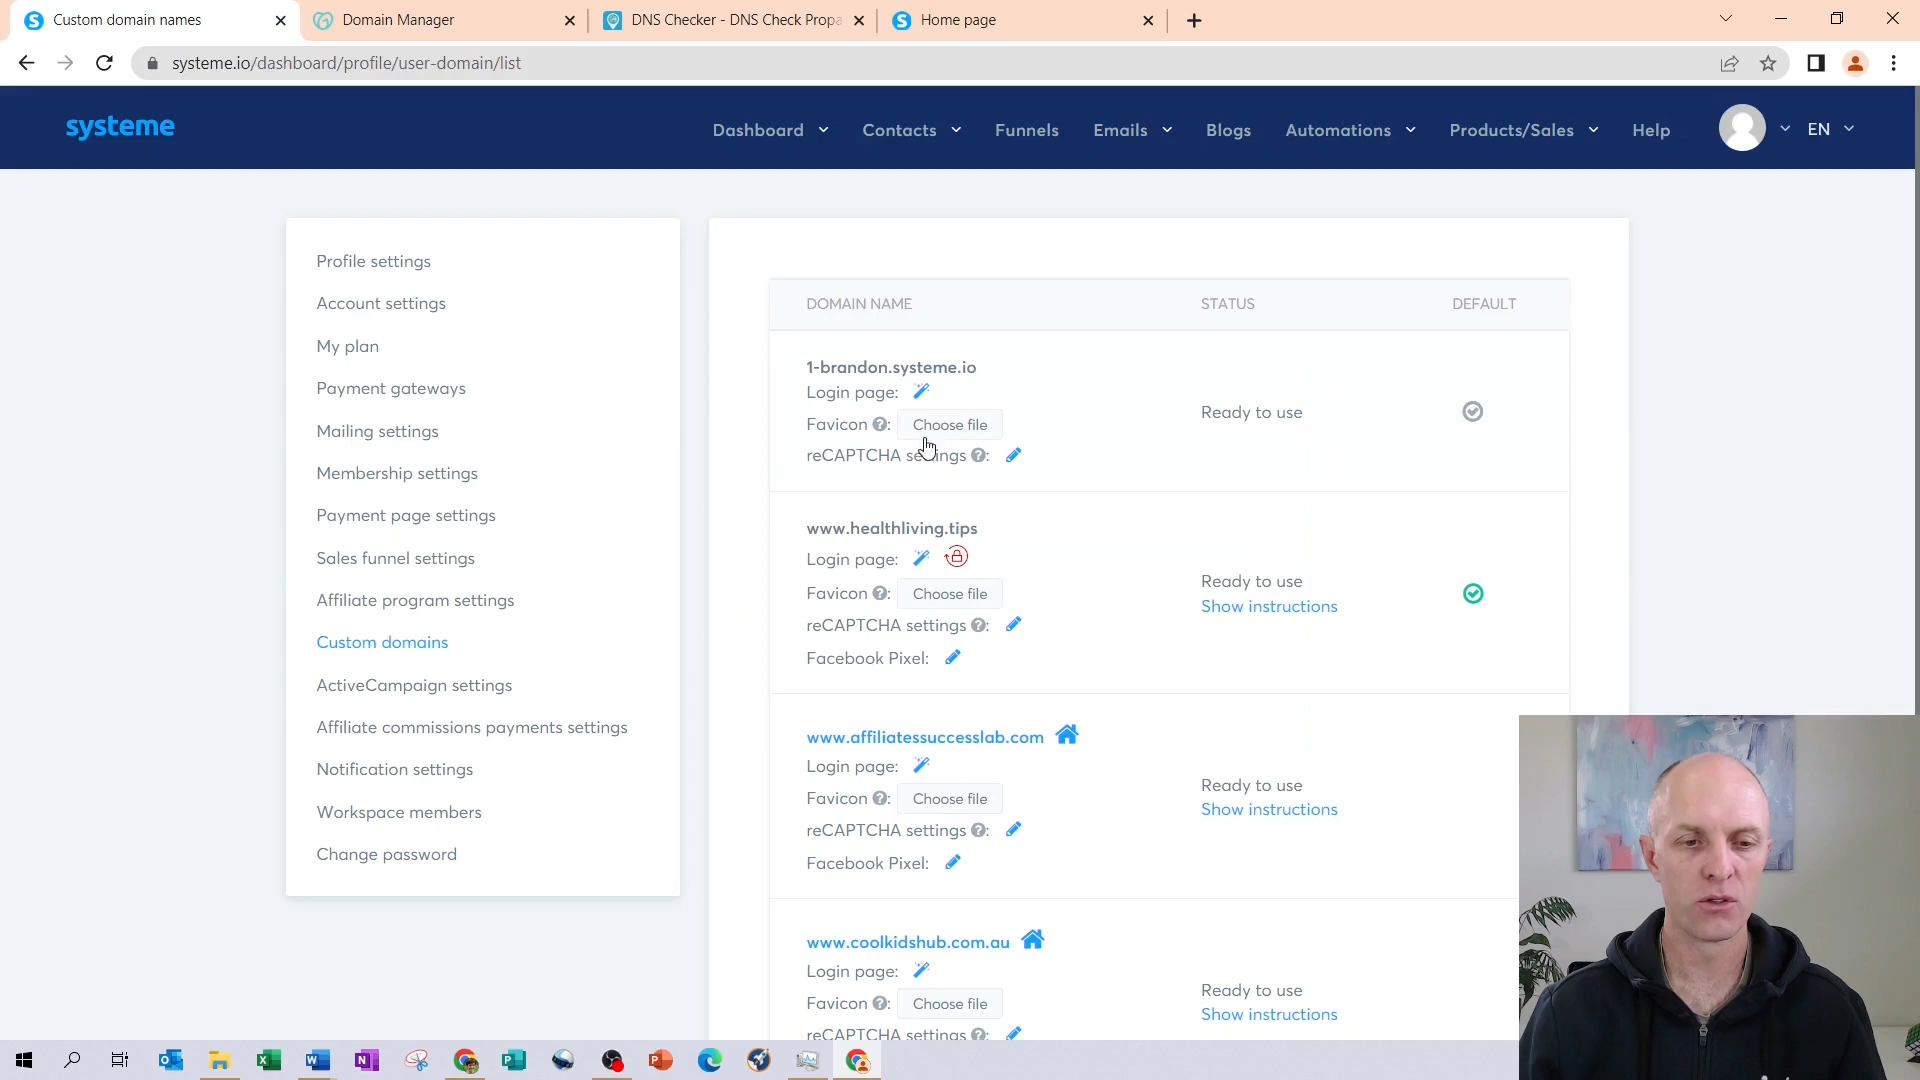 Custom domain names
Domain Manager
DNS Checker - DNS Check Propa
Home page
systeme.io/dashboard/profile/user-domain/list
systeme
Dashboard
Contacts
Funnels
Emails
Blogs
Automations
Products/Sales
Help
EN
Profile settings
Account settings
My plan
Payment gateways
Mailing settings
Membership settings
Payment page settings
Sales funnel settings
Affiliate program settings
Custom domains
ActiveCampaign settings
Affiliate commissions payments settings
Notification settings
Workspace members
Change password
DOMAIN NAME STATUS DEFAULT
1-brandon.systeme.io
Login page:
Favicon ?: Choose file
reCAPTCHA settings ?:
Ready to use
www.healthliving.tips
Login page:
Favicon ?: Choose file
reCAPTCHA settings ?:
Facebook Pixel:
Ready to use
Show instructions
www.affiliatessuccesslab.com
Login page:
Favicon ?: Choose file
reCAPTCHA settings ?:
Facebook Pixel:
Ready to use
Show instructions
www.coolkidshub.com.au
Login page:
Favicon ?: Choose file
reCAPTCHA settings ?:
Ready to use
Show instructions